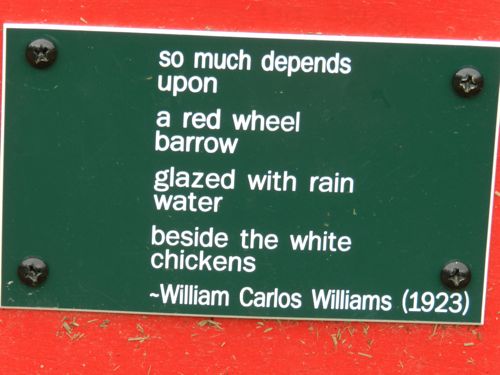 so much depends
upon
a red wheel
barrow
glazed with rain
water
beside the white
chickens
~William Carlos Williams (1923)